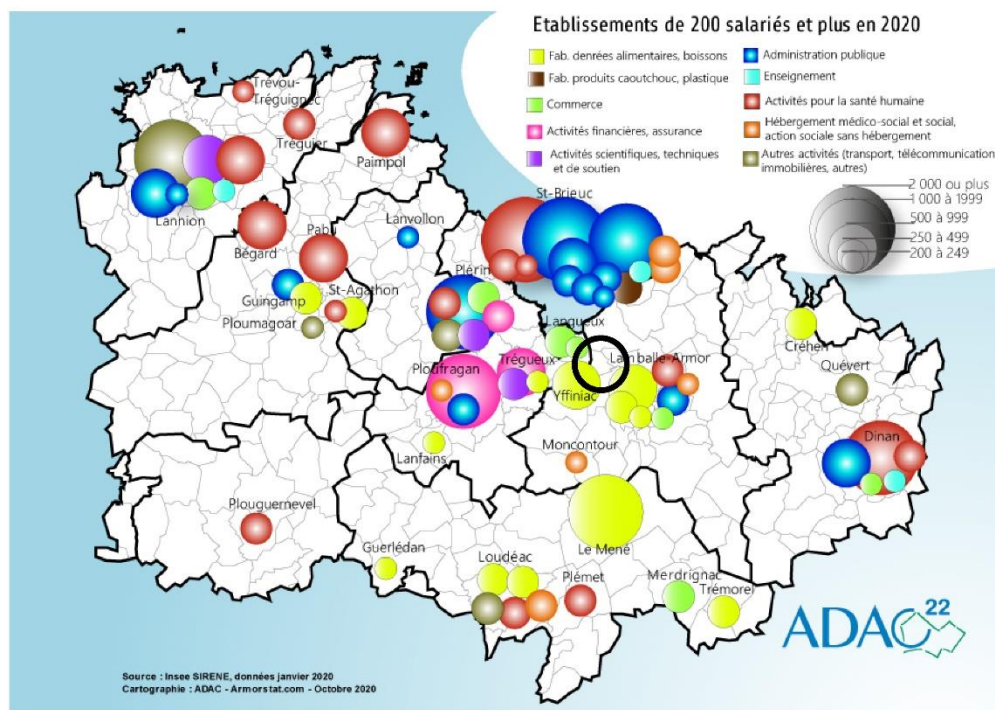 Etablissements de 200 salariés et plus en 2020
Fab. denrées alimentaires, boissons
Fab. produits caoutchouc, plastique
Commerce
Activités financières, assurance
Activités scientifiques, techniques
et de soutien
Administration publique
Enseignement
Activités pour la santé humaine
Hébergement médico-social et social,
action sociale sans hébergement
Autres activités (transport, télécommunication
immobilières, autres)
2 000 ou plus
1 000 à 1999
500 à 999
250 à 499
200 à 249
Trévou-
Tréguignec
Tréguier
Paimpol
Lannion
Bégard
Pabu
Lanvollon
St-Brieuc
Plérin
Guingamp
St-Agathon
Ploumagoar
Langueux
Créhen
Ploufragan
Trégueux
Yffiniac
Lamballe-Armor
Quévert
Lanfains
Moncontour
Dinan
Plouguernevel
Le Mené
Guerlédan
Loudéac
Plémet
Merdrignac
Trémorel
ADAC 22
Source : Insee SIRENE, données janvier 2020
Cartographie : ADAC - Armorstat.com - Octobre 2020